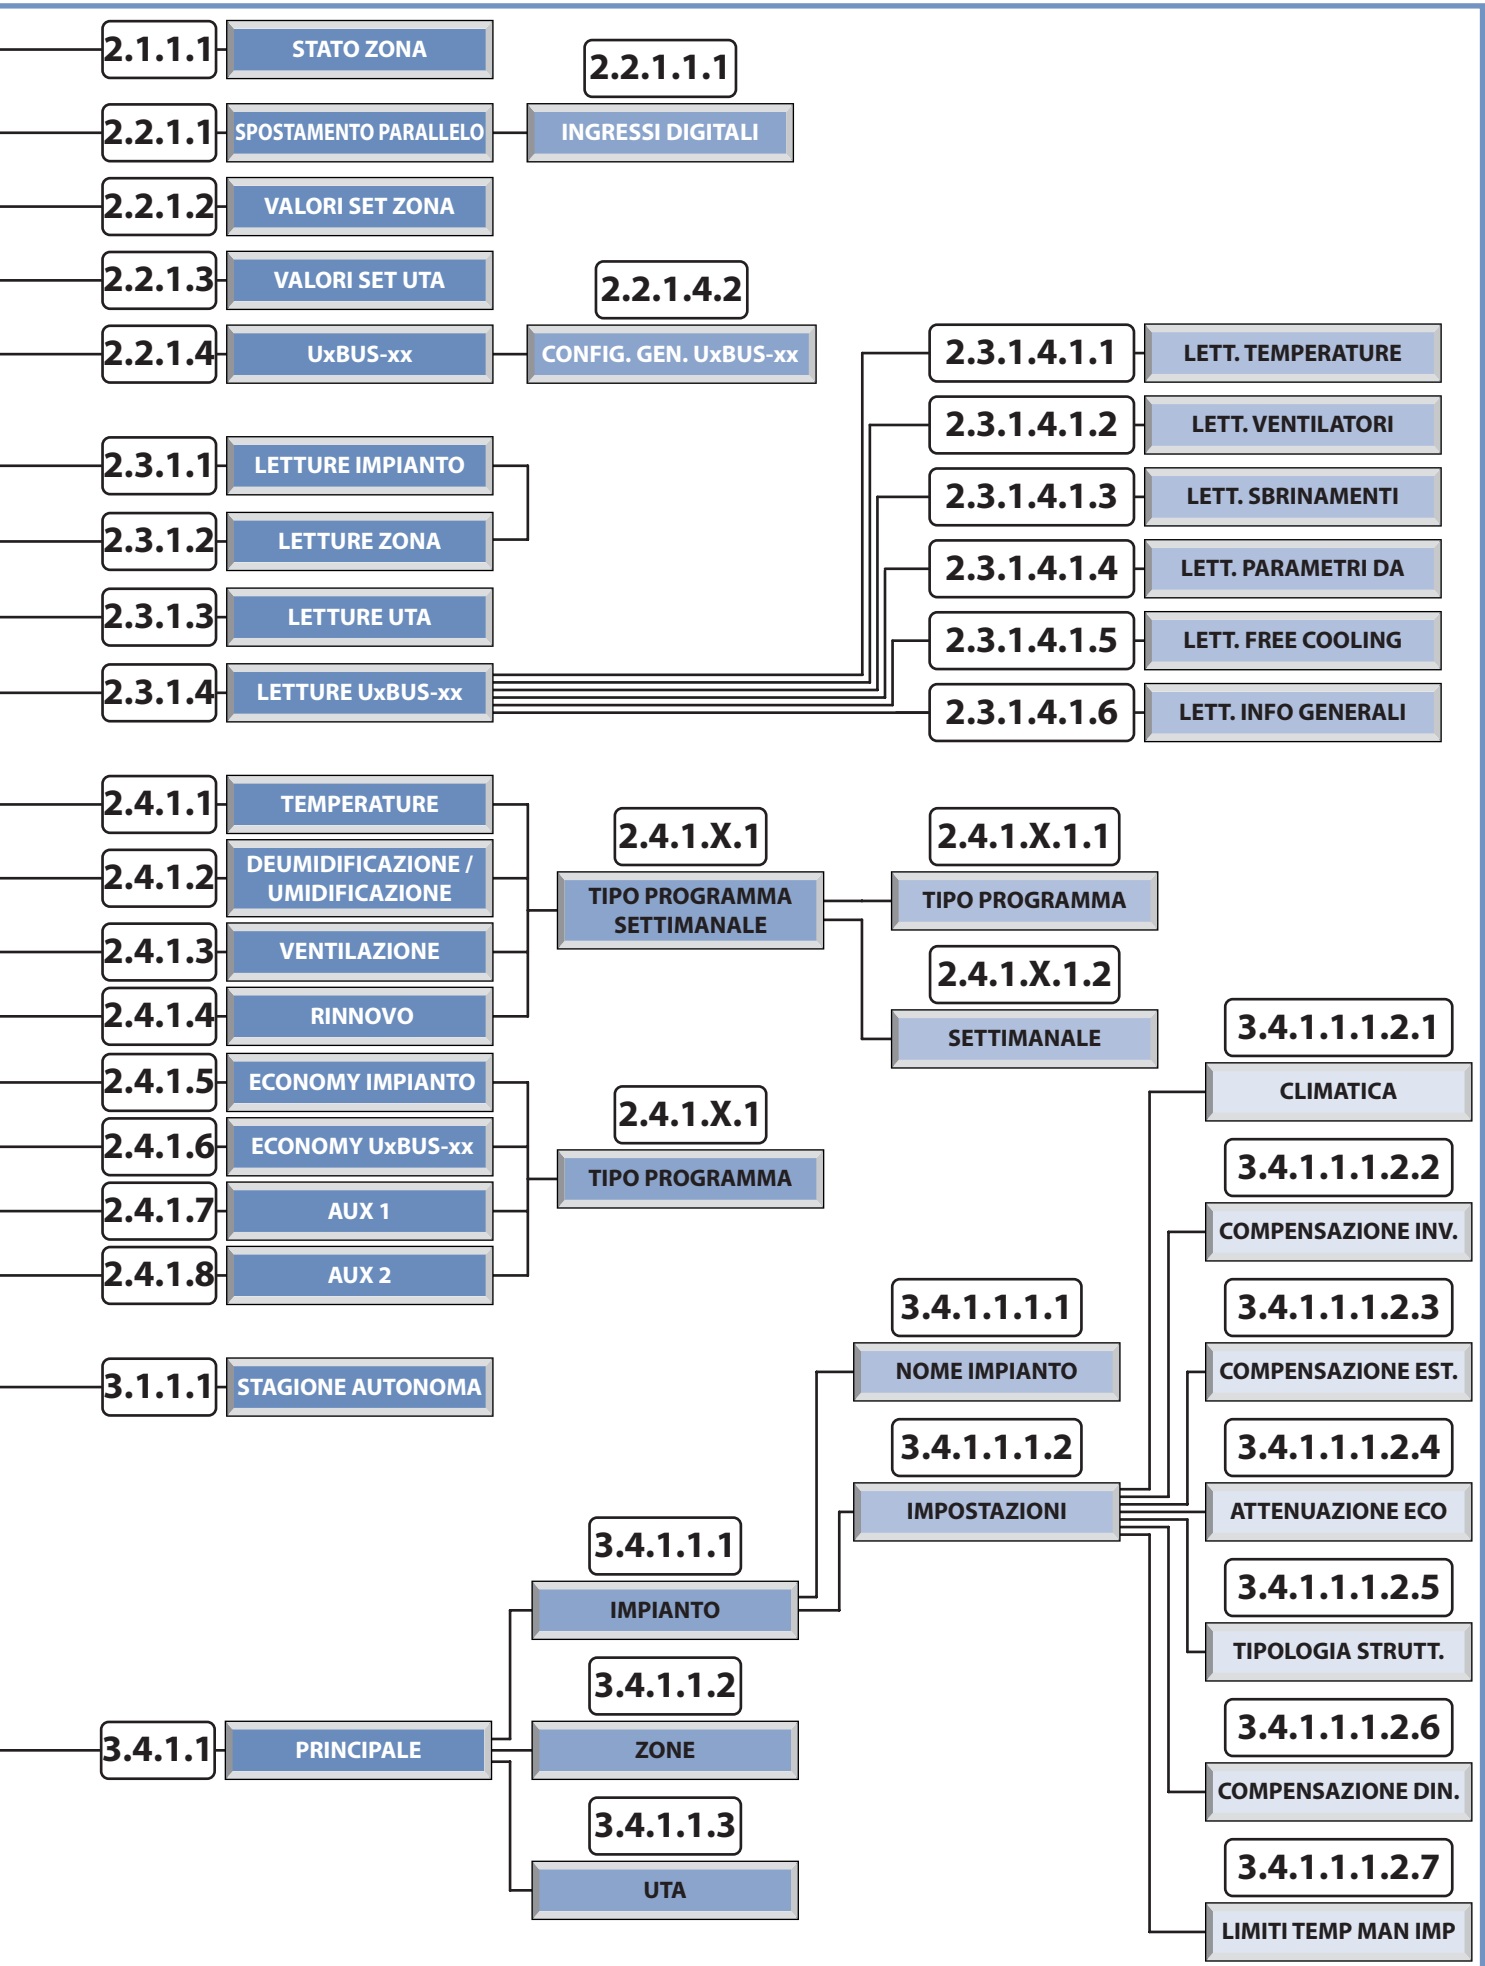 2.1.1.1
STATO ZONA
2.2.1.1.1
2.2.1.1
SPOSTAMENTO PARALLELO
INGRESSI DIGITALI
2.2.1.2
VALORI SET ZONA
2.2.1.3
VALORI SET UTA
2.2.1.4.2
2.2.1.4
UxBUS-xx
CONFIG. GEN. UxBUS-xx
2.3.1.4.1.1
LETT. TEMPERATURE
2.3.1.4.1.2
LETT. VENTILATORI
2.3.1.1
LETTURE IMPIANTO
2.3.1.4.1.3
LETT. SBRINAMENTI
2.3.1.2
LETTURE ZONA
2.3.1.4.1.4
LETT. PARAMETRI DA
2.3.1.3
LETTURE UTA
2.3.1.4.1.5
LETT. FREE COOLING
2.3.1.4
LETTURE UxBUS-xx
2.3.1.4.1.6
LETT. INFO GENERALI
2.4.1.1
TEMPERATURE
2.4.1.2
DEUMIDIFICAZIONE /
UMIDIFICAZIONE
2.4.1.3
VENTILAZIONE
2.4.1.4
RINNOVO
2.4.1.X.1
TIPO PROGRAMMA
SETTIMANALE
2.4.1.X.1.1
TIPO PROGRAMMA
2.4.1.X.1.2
SETTIMANALE
2.4.1.5
ECONOMY IMPIANTO
2.4.1.6
ECONOMY UxBUS-xx
2.4.1.7
AUX 1
2.4.1.8
AUX 2
2.4.1.X.1
TIPO PROGRAMMA
3.1.1.1
STAGIONE AUTONOMA
3.4.1.1
PRINCIPALE
3.4.1.1.1
IMPIANTO
3.4.1.1.2
ZONE
3.4.1.1.3
UTA
3.4.1.1.1.1
NOME IMPIANTO
3.4.1.1.1.2
IMPOSTAZIONI
3.4.1.1.1.2.1
CLIMATICA
3.4.1.1.1.2.2
COMPENSAZIONE INV.
3.4.1.1.1.2.3
COMPENSAZIONE EST.
3.4.1.1.1.2.4
ATTENUAZIONE ECO
3.4.1.1.1.2.5
TIPOLOGIA STRUTT.
3.4.1.1.1.2.6
COMPENSAZIONE DIN.
3.4.1.1.1.2.7
LIMITI TEMP MAN IMP